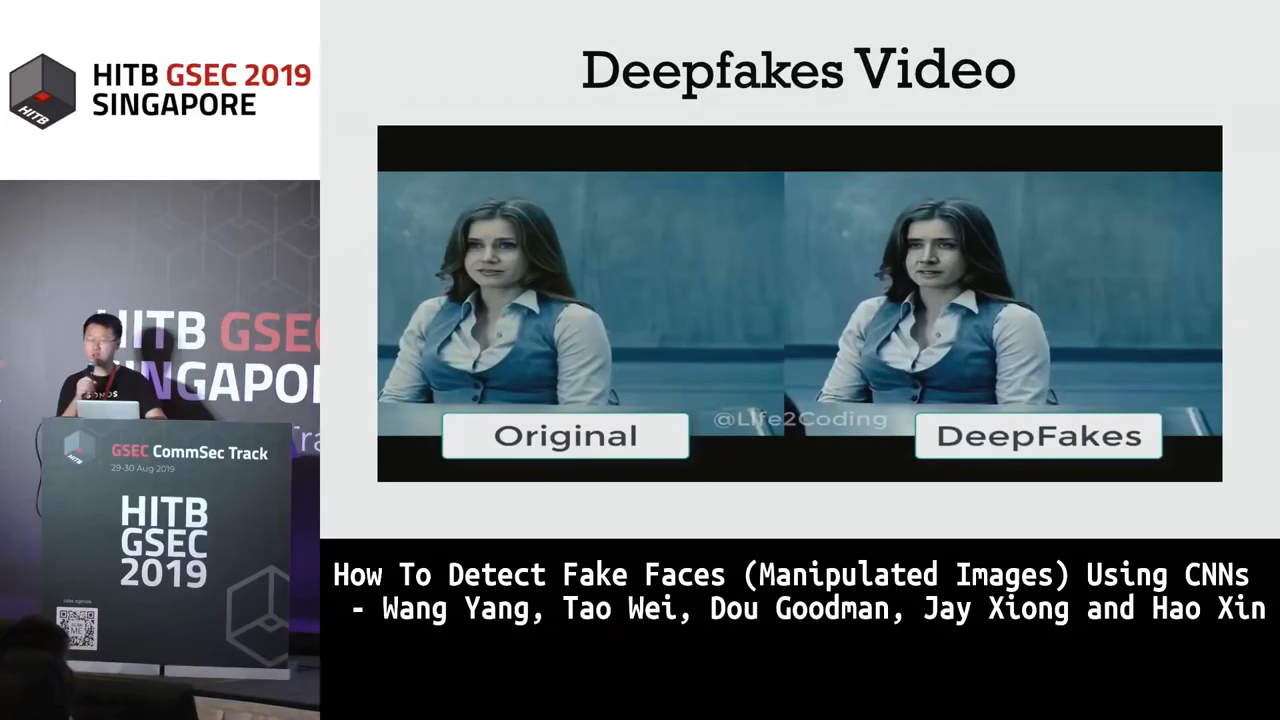 HITB GSEC 2019
SINGAPORE
HITB
Deepfakes Video
Original
@Life2Coding
DeepFakes
HITB GSEC
SINGAPO
GSEC CommSec Track
29-30 Aug 2019
HITB
GSEC
2019
How To Detect Fake Faces (Manipulated Images) Using CNNs
- Wang Yang, Tao Wei, Dou Goodman, Jay Xiong and Hao Xin